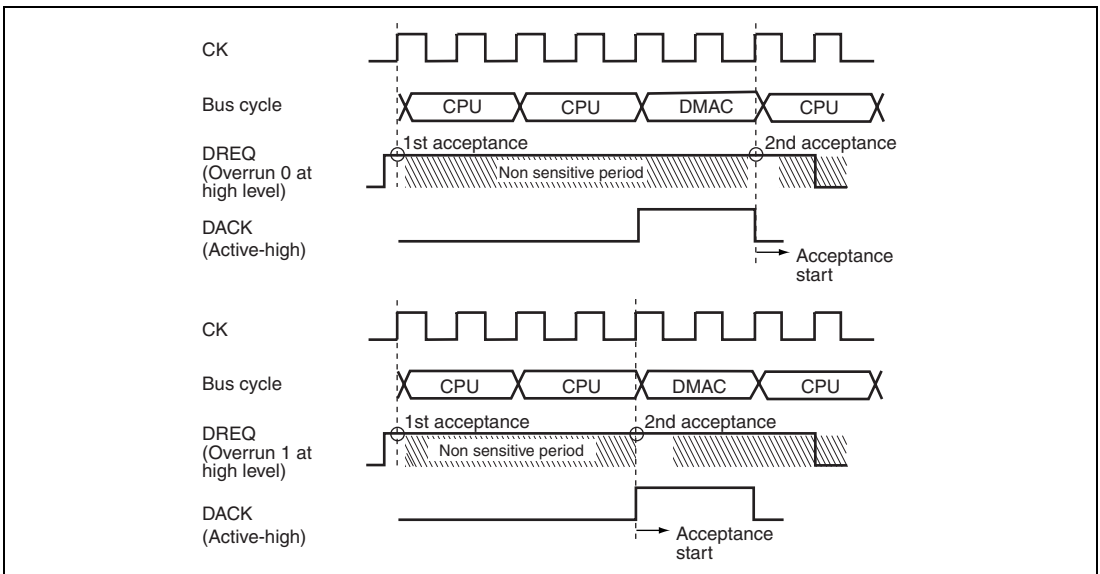 CK
Bus cycle
CPU CPU DMAC CPU
DREQ
(Overrun 0 at
high level)
1st acceptance
2nd acceptance
Non sensitive period
DACK
(Active-high)
Acceptance
start
CK
Bus cycle
CPU CPU DMAC CPU
DREQ
(Overrun 1 at
high level)
1st acceptance
2nd acceptance
Non sensitive period
DACK
(Active-high)
Acceptance
start